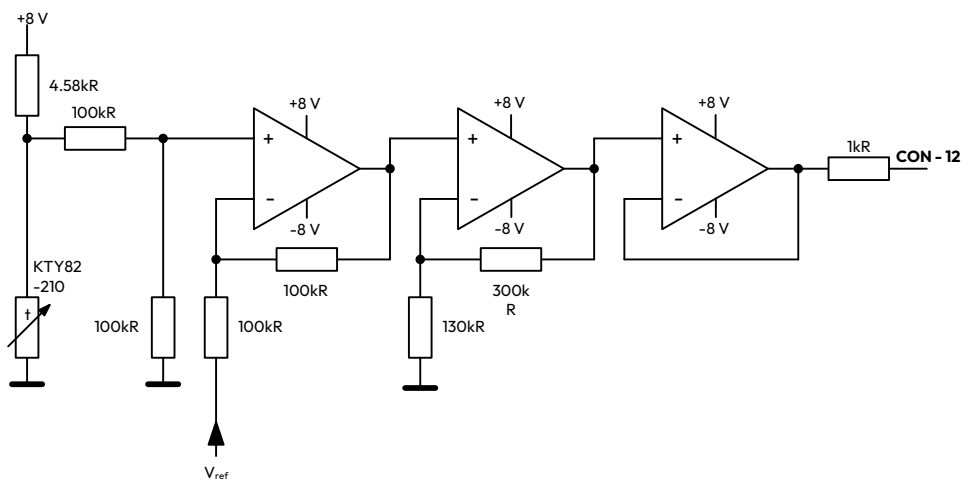 +8 V
4.58kR
100kR
+8 V
+8 V
+8 V
1kR
CON - 12
+
+
+
-
-
-
-8 V
-8 V
-8 V
KTY82
-210
t
100kR
300k
R
100kR
100kR
130kR
Vref